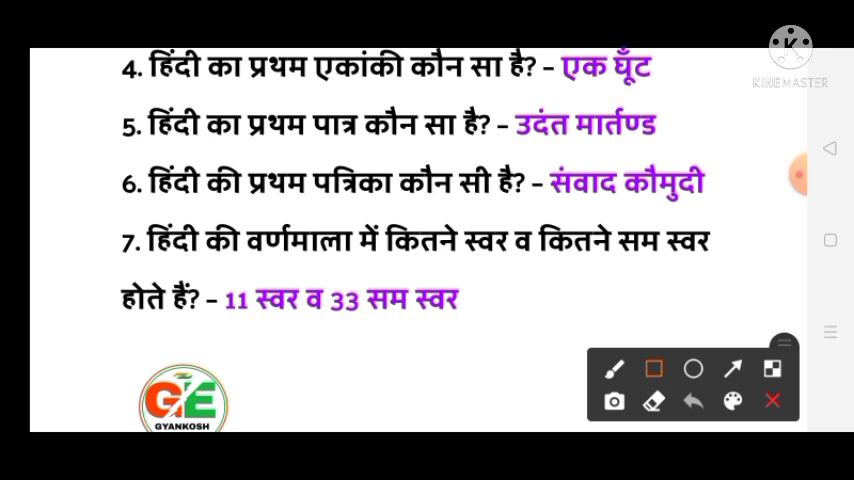 4. हिंदी का प्रथम एकांकी कौन सा है? – एक घूँट
5. हिंदी का प्रथम पात्र कौन सा है? – उदंत मार्तण्ड
6. हिंदी की प्रथम पत्रिका कौन सी है? – संवाद कौमुदी
7. हिंदी की वर्णमाला में कितने स्वर व कितने सम स्वर
होते हैं? – 11 स्वर व 33 सम स्वर
K
KINEMASTER
GE
GYANKOSH